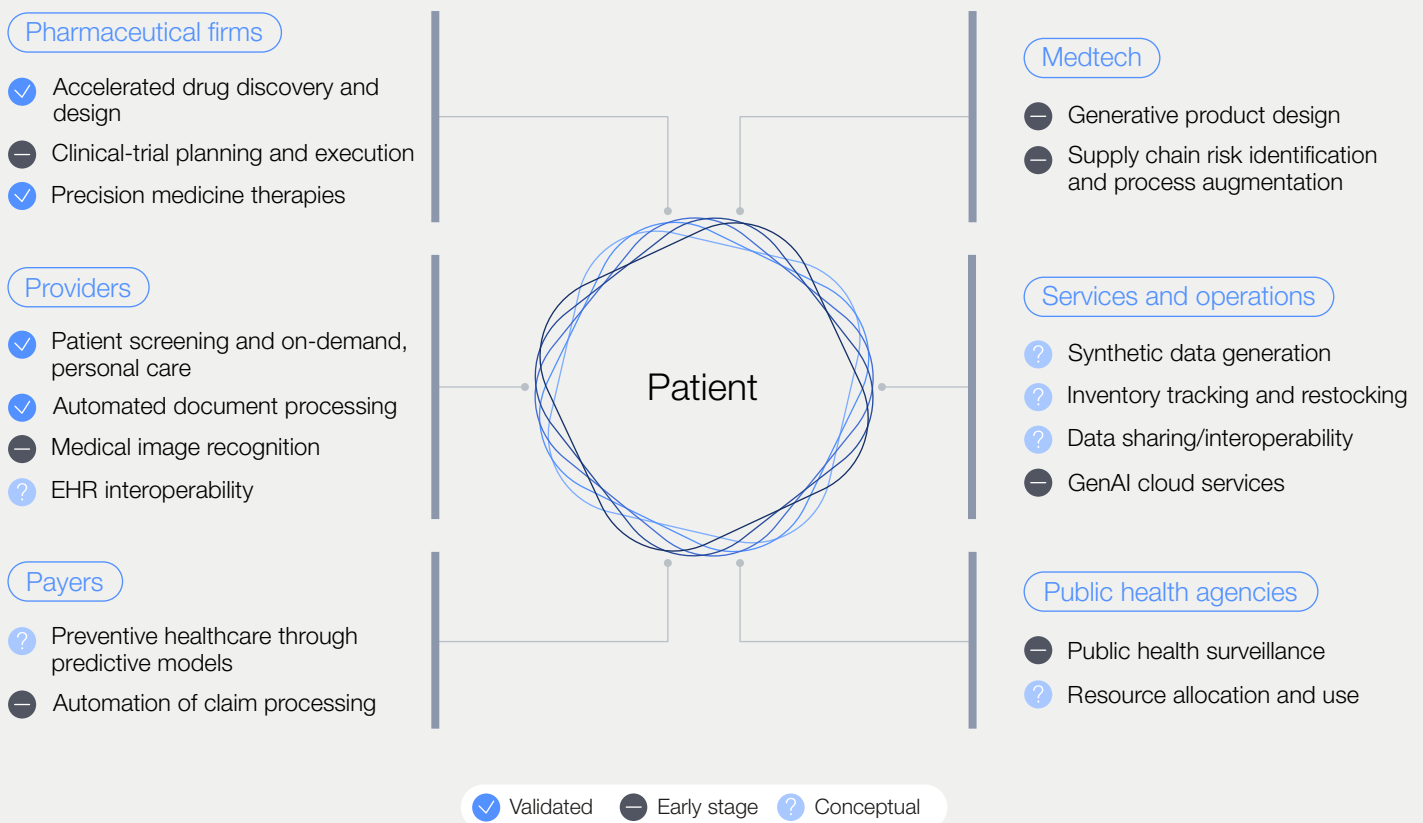 Pharmaceutical firms
Accelerated drug discovery and
design
Clinical-trial planning and execution
Precision medicine therapies
Providers
Patient screening and on-demand,
personal care
Automated document processing
Medical image recognition
EHR interoperability
Payers
Preventive healthcare through
predictive models
Automation of claim processing
Patient
Medtech
Generative product design
Supply chain risk identification
and process augmentation
Services and operations
Synthetic data generation
Inventory tracking and restocking
Data sharing/interoperability
GenAI cloud services
Public health agencies
Public health surveillance
Resource allocation and use
Validated Early stage Conceptual